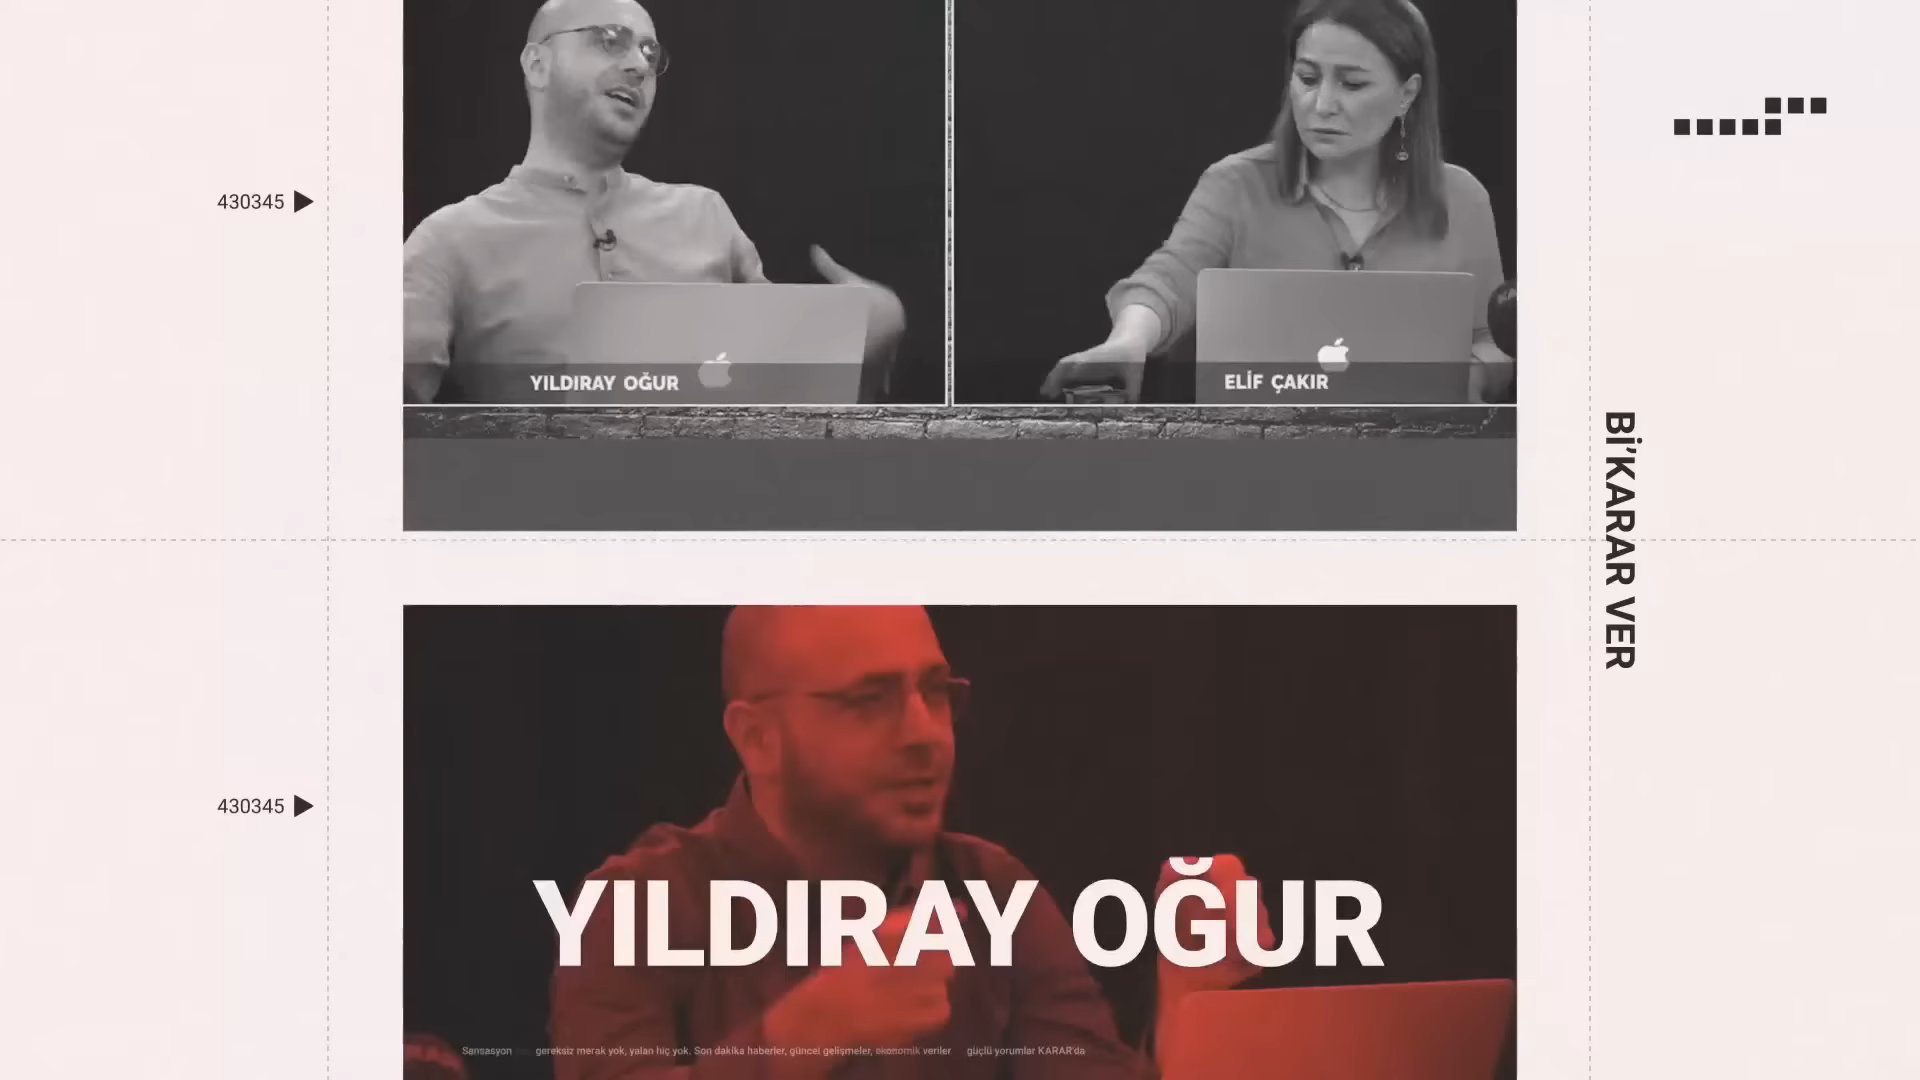 430345
YILDIRAY OĞUR
ELİF ÇAKIR
Bİ'KARAR VER
430345
YILDIRAY OĞUR
Sensasyon gereksiz merak yok, yalan hiç yok. Son dakika haberler, güncel gelişmeler, ekonomik veriler güçlü yorumlar KARAR'da